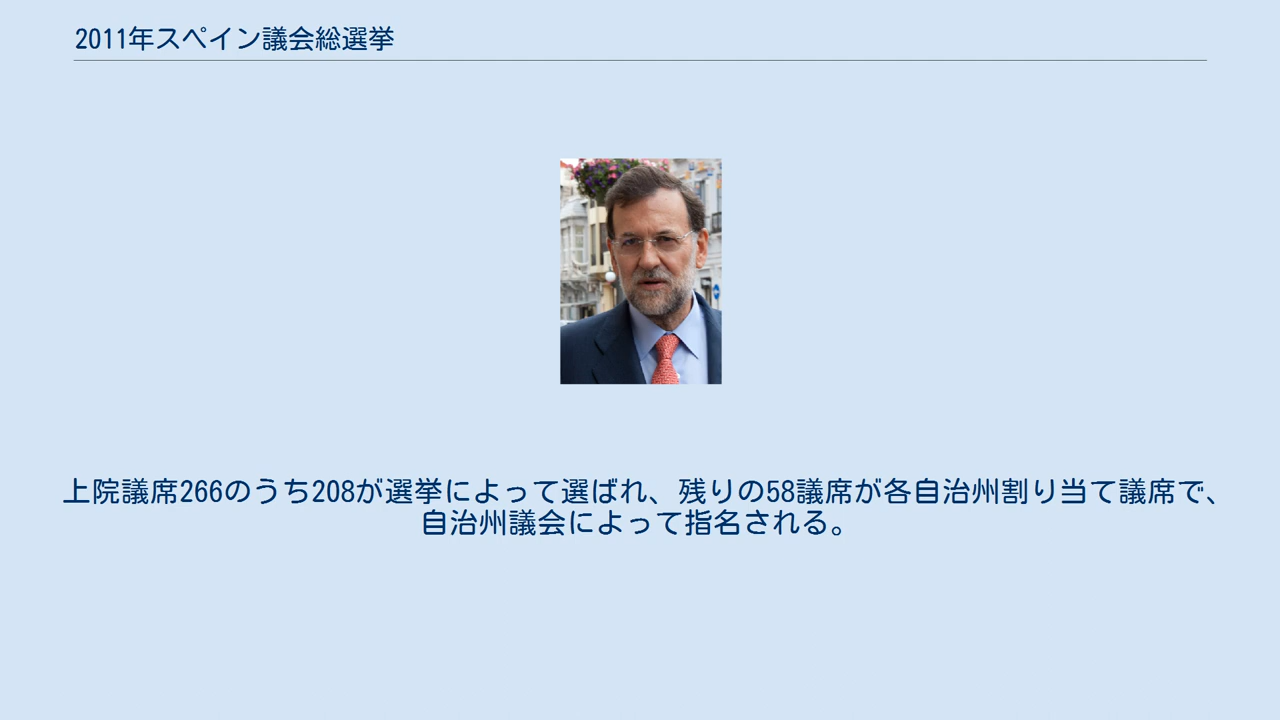 2011年スペイン議会総選挙
上院議席266のうち208が選挙によって選ばれ、残りの58議席が各自治州割り当て議席で、
自治州議会によって指名される。